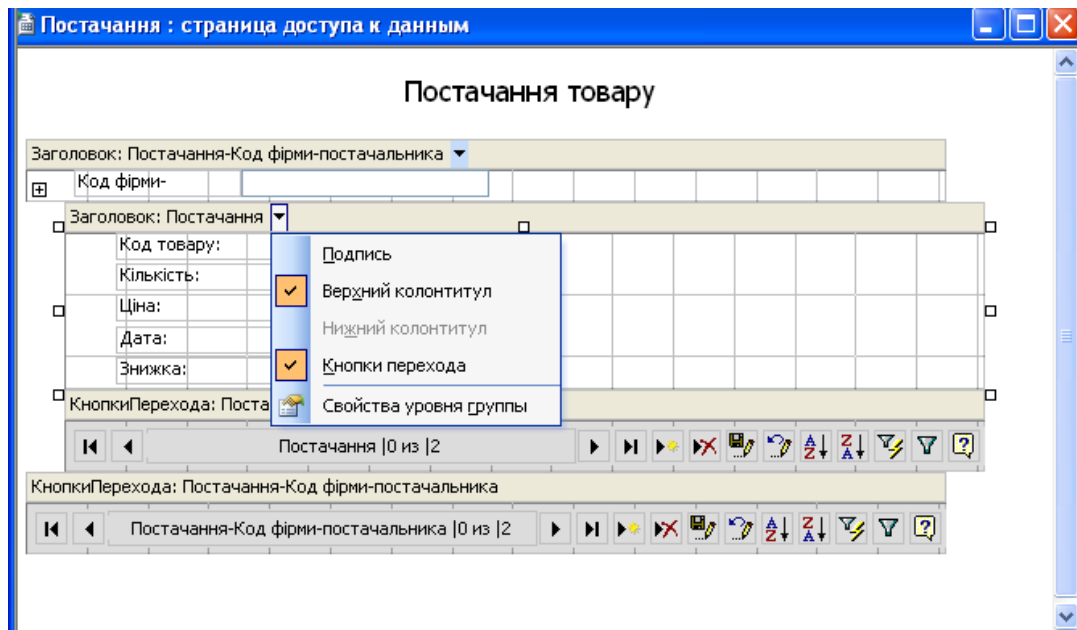 Постачання : страница доступа к данным
Постачання товару
Заголовок: Постачання-Код фірми-постачальника
Код фірми-
Заголовок: Постачання
Код товару:
Кількість:
Ціна:
Дата:
Знижка:
Подпись
Верхний колонтитул
Нижний колонтитул
Кнопки перехода
Свойства уровня группы
КнопкиПерехода: Поста
Постачання |0 из |2
КнопкиПерехода: Постачання-Код фірми-постачальника
Постачання-Код фірми-постачальника |0 из |2